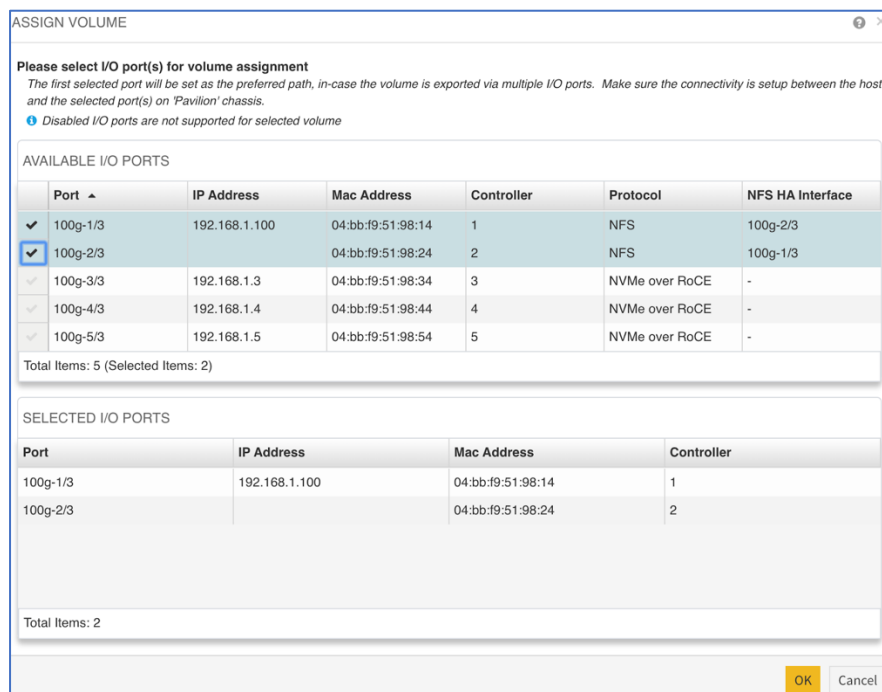 ASSIGN VOLUME
Please select I/O port(s) for volume assignment
The first selected port will be set as the preferred path, in-case the volume is exported via multiple I/O ports. Make sure the connectivity is setup between the host
and the selected port(s) on 'Pavilion' chassis.
Disabled I/O ports are not supported for selected volume
AVAILABLE I/O PORTS
Port IP Address Mac Address Controller Protocol NFS HA Interface
100g-1/3 192.168.1.100 04:bb:f9:51:98:14 1 NFS 100g-2/3
100g-2/3 04:bb:f9:51:98:24 2 NFS 100g-1/3
100g-3/3 192.168.1.3 04:bb:f9:51:98:34 3 NVMe over RoCE -
100g-4/3 192.168.1.4 04:bb:f9:51:98:44 4 NVMe over RoCE -
100g-5/3 192.168.1.5 04:bb:f9:51:98:54 5 NVMe over RoCE -
Total Items: 5 (Selected Items: 2)
SELECTED I/O PORTS
Port IP Address Mac Address Controller
100g-1/3 192.168.1.100 04:bb:f9:51:98:14 1
100g-2/3 04:bb:f9:51:98:24 2
Total Items: 2
OK Cancel